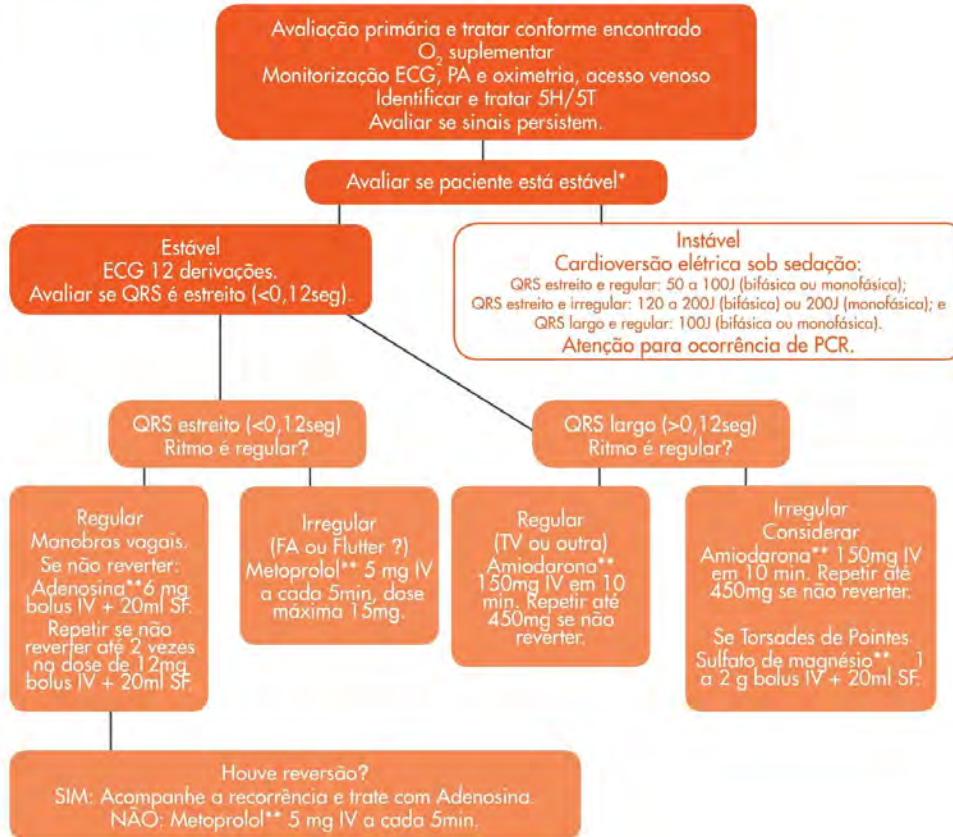 Avaliação primária e tratar conforme encontrado
O₂ suplementar
Monitorização ECG, PA e oximetria, acesso venoso
Identificar e tratar 5H/5T
Avaliar se sinais persistem.
Avaliar se paciente está estável*
Estável
ECG 12 derivações.
Avaliar se QRS é estreito (<0,12seg).
Instável
Cardioversão elétrica sob sedação:
QRS estreito e regular: 50 a 100J (bifásica ou monofásica);
QRS estreito e irregular: 120 a 200J (bifásica) ou 200J (monofásica); e
QRS largo e regular: 100J (bifásica ou monofásica).
Atenção para ocorrência de PCR.
QRS estreito (<0,12seg)
Ritmo é regular?
QRS largo (>0,12seg)
Ritmo é regular?
Regular
Manobras vagais.
Se não reverter:
Adenosina**6 mg
bolus IV + 20ml SF.
Repetir se não
reverter até 2 vezes
na dose de 12mg
bolus IV + 20ml SF.
Irregular
(FA ou Flutter ?)
Metoprolol** 5 mg IV
a cada 5min, dose
máxima 15mg.
Regular
(TV ou outra)
Amiodarona**
150mg IV em 10
min. Repetir até
450mg se não
reverter.
Irregular
Considerar
Amiodarona** 150mg IV
em 10 min. Repetir até
450mg se não reverter.
Se Torsades de Pointes
Sulfato de magnésio** 1
a 2 g bolus IV + 20ml SF.
Houve reversão?
SIM: Acompanhe a recorrência e trate com Adenosina.
NÃO: Metoprolol** 5 mg IV a cada 5min.